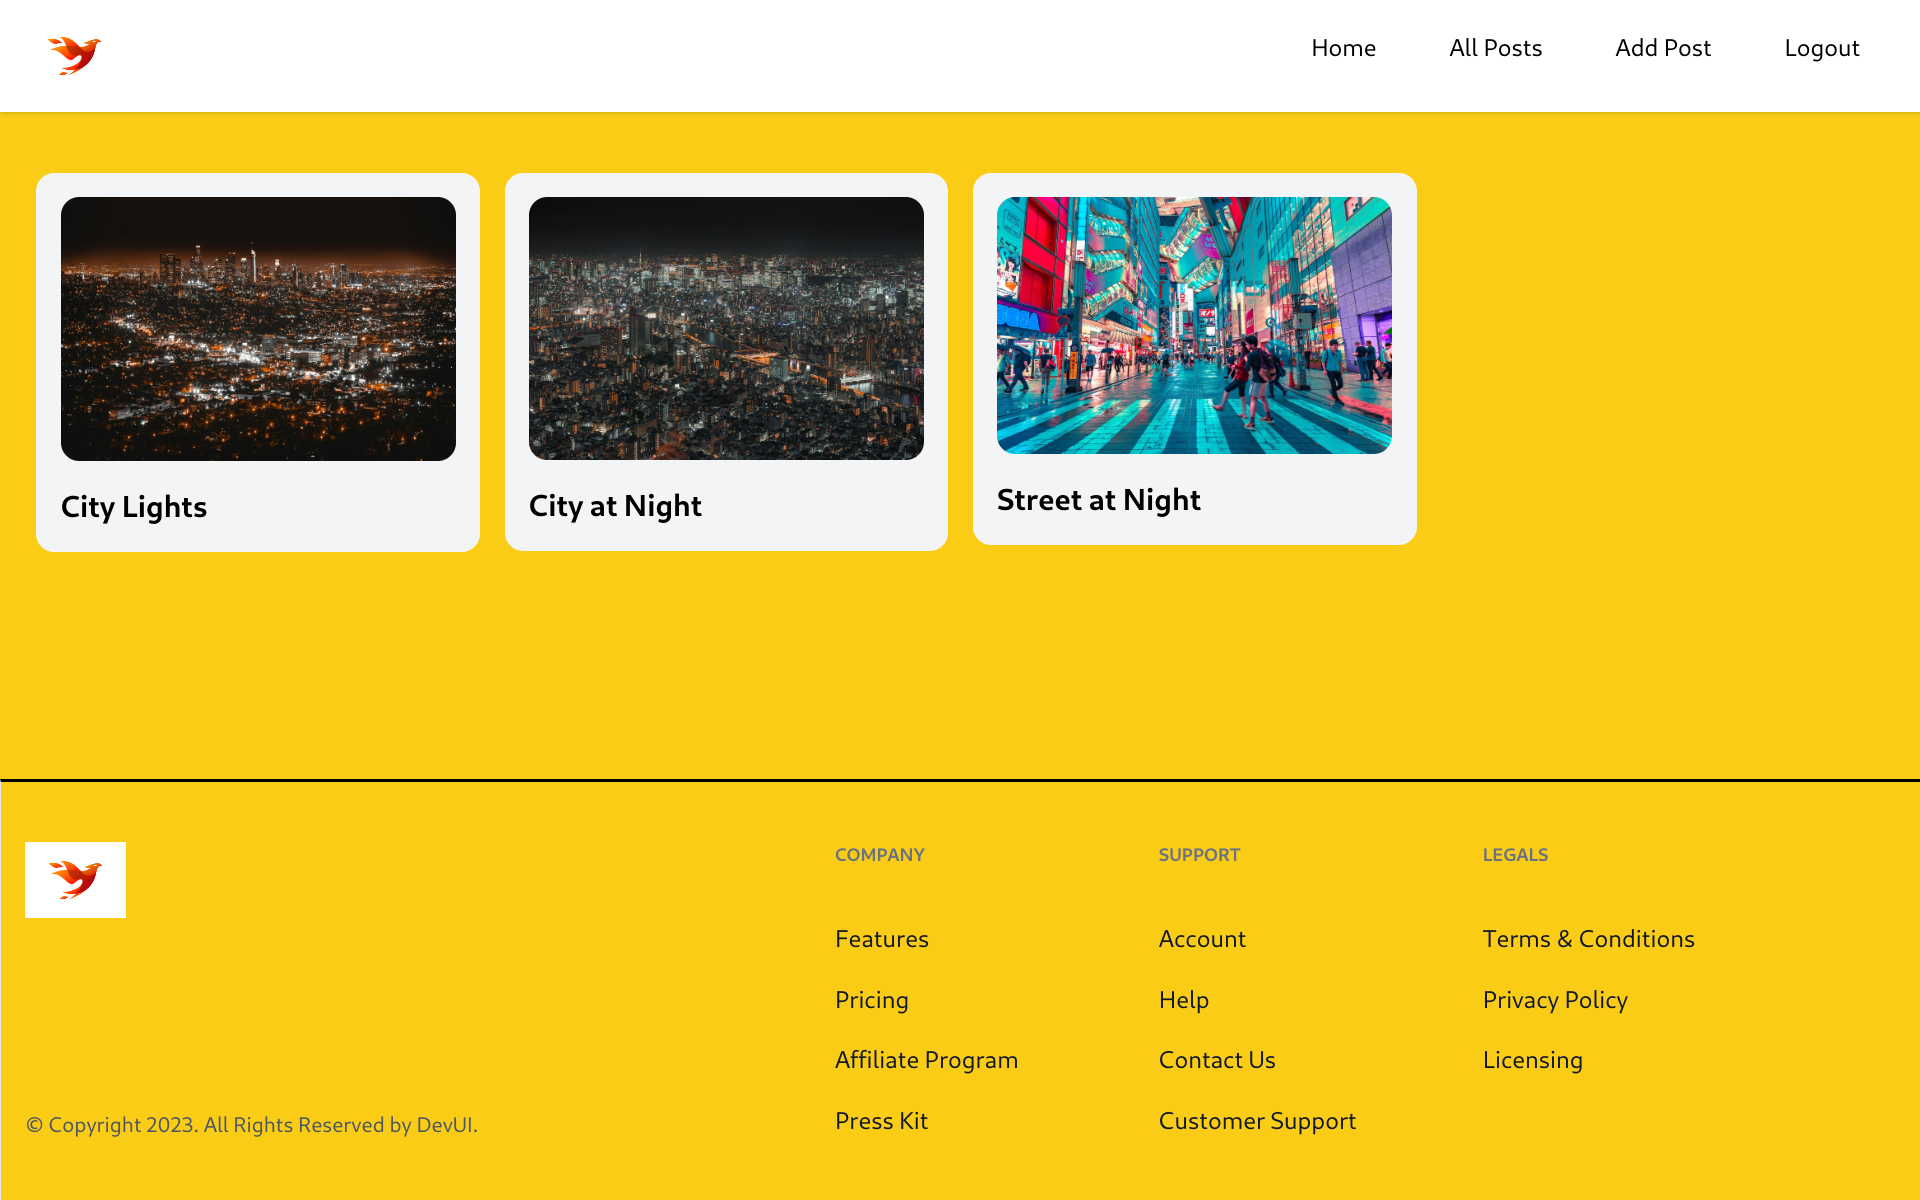 Home
All Posts
Add Post
Logout
SEGA
City Lights
City at Night
Street at Night
COMPANY
SUPPORT
LEGALS
Features
Account
Terms & Conditions
Pricing
Help
Privacy Policy
Affiliate Program
Contact Us
Licensing
Press Kit
Customer Support
© Copyright 2023. All Rights Reserved by DevUI.